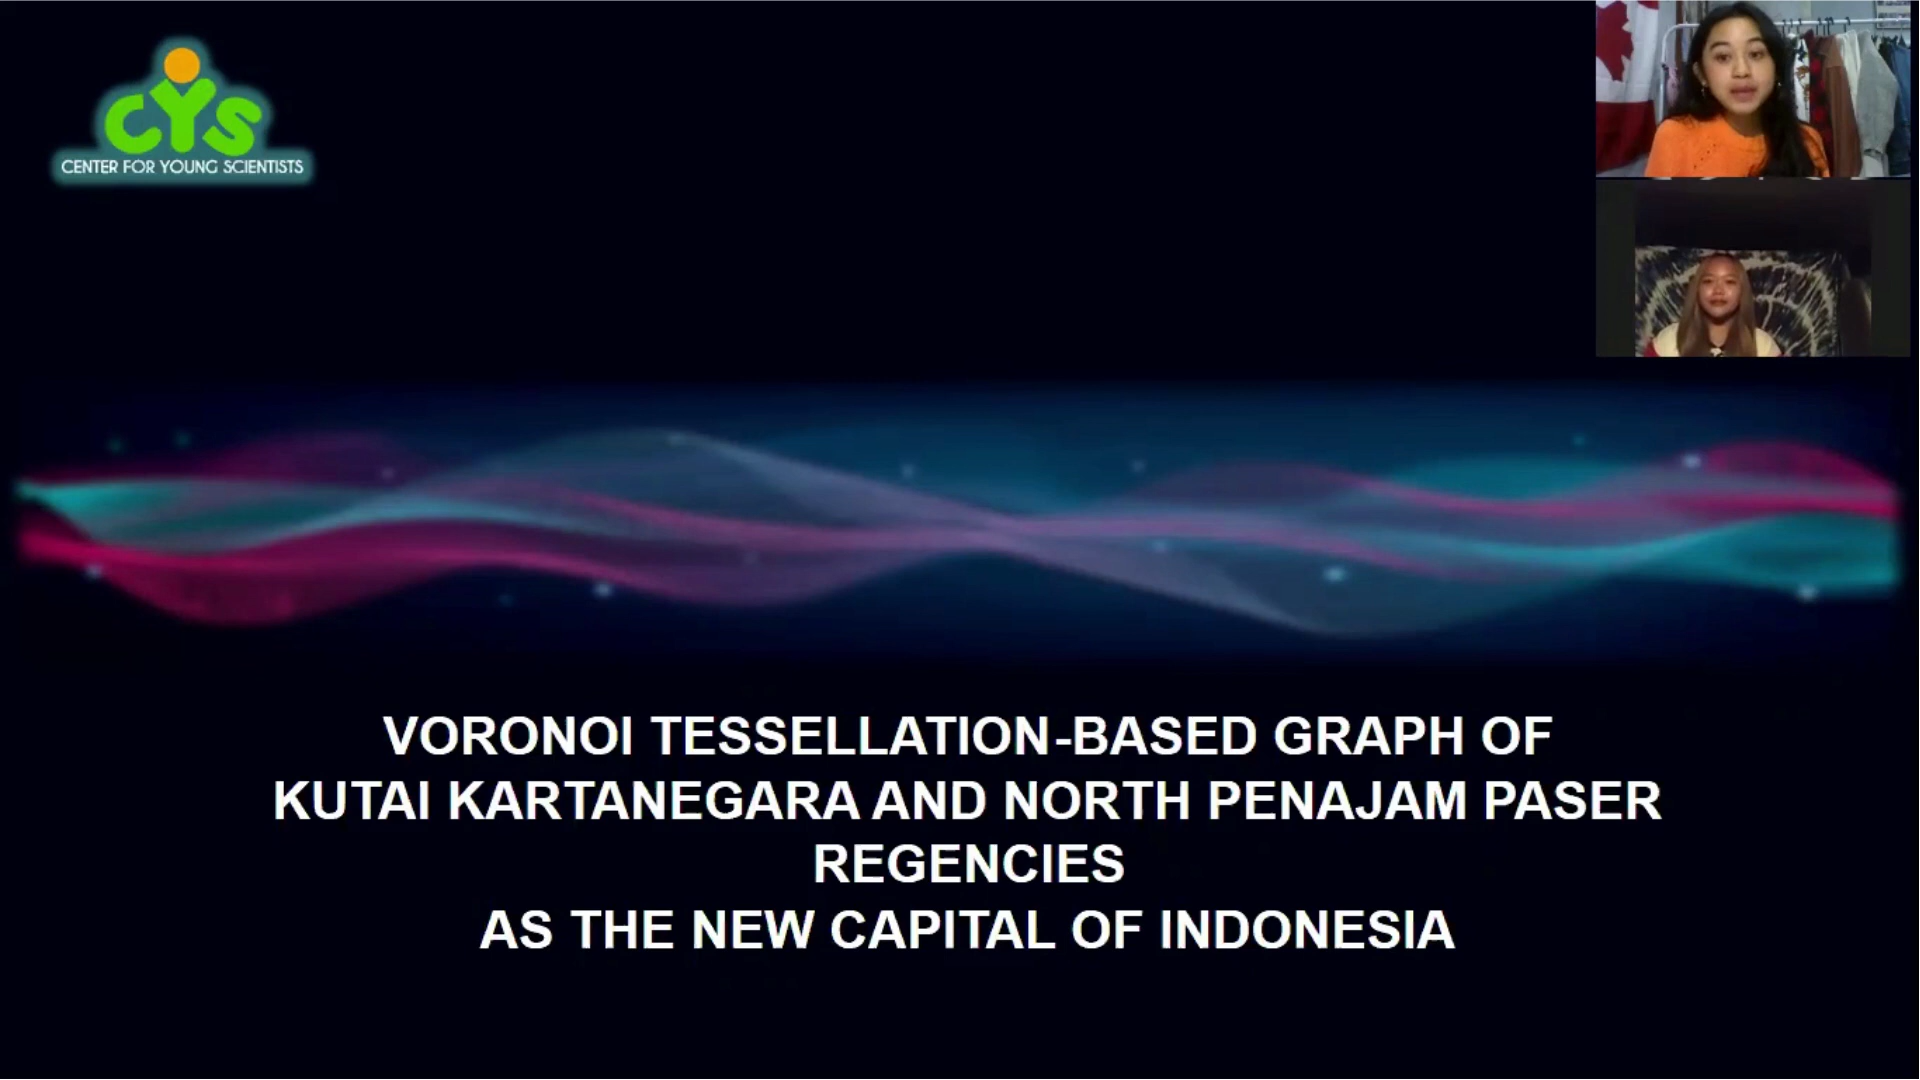 CYS
CENTER FOR YOUNG SCIENTISTS
VORONOI TESSELLATION-BASED GRAPH OF
KUTAI KARTANEGARA AND NORTH PENAJAM PASER
REGENCIES
AS THE NEW CAPITAL OF INDONESIA